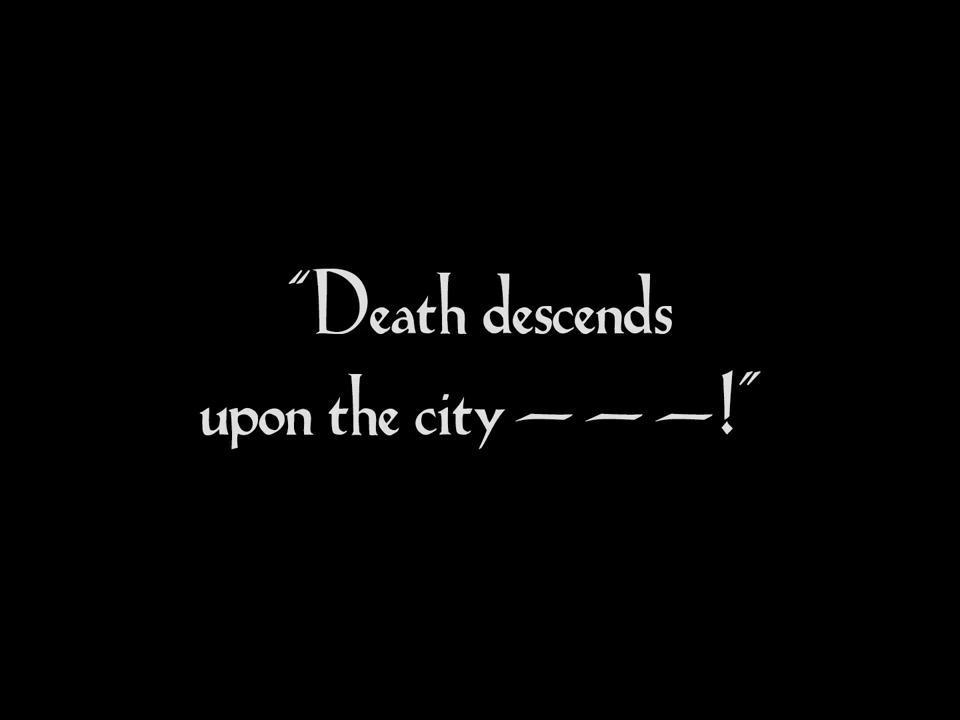 “Death descends
upon the city — — —!”